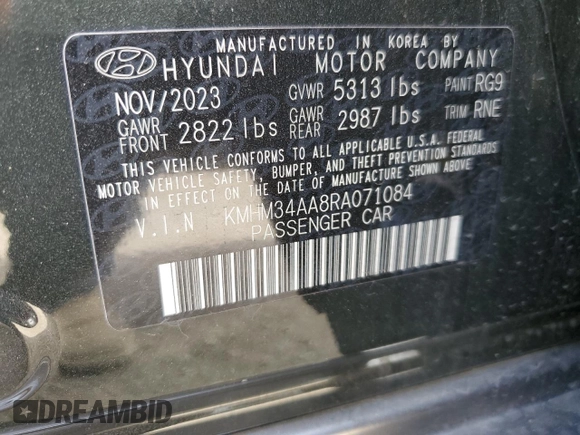 MANUFACTURED IN KOREA BY
HYUNDAI MOTOR COMPANY
NOV/2023 GVWR 5313 lbs PAINT RG9
GAWR FRONT 2822 lbs GAWR REAR 2987 lbs TRIM RNE
THIS VEHICLE CONFORMS TO ALL APPLICABLE U.S.A. FEDERAL
MOTOR VEHICLE SAFETY, BUMPER, AND THEFT PREVENTION STANDARDS
IN EFFECT ON THE DATE OF MANUFACTURE SHOWN ABOVE.
V.I.N KMHM34AA8RA071084
PASSENGER CAR
DREAMBID